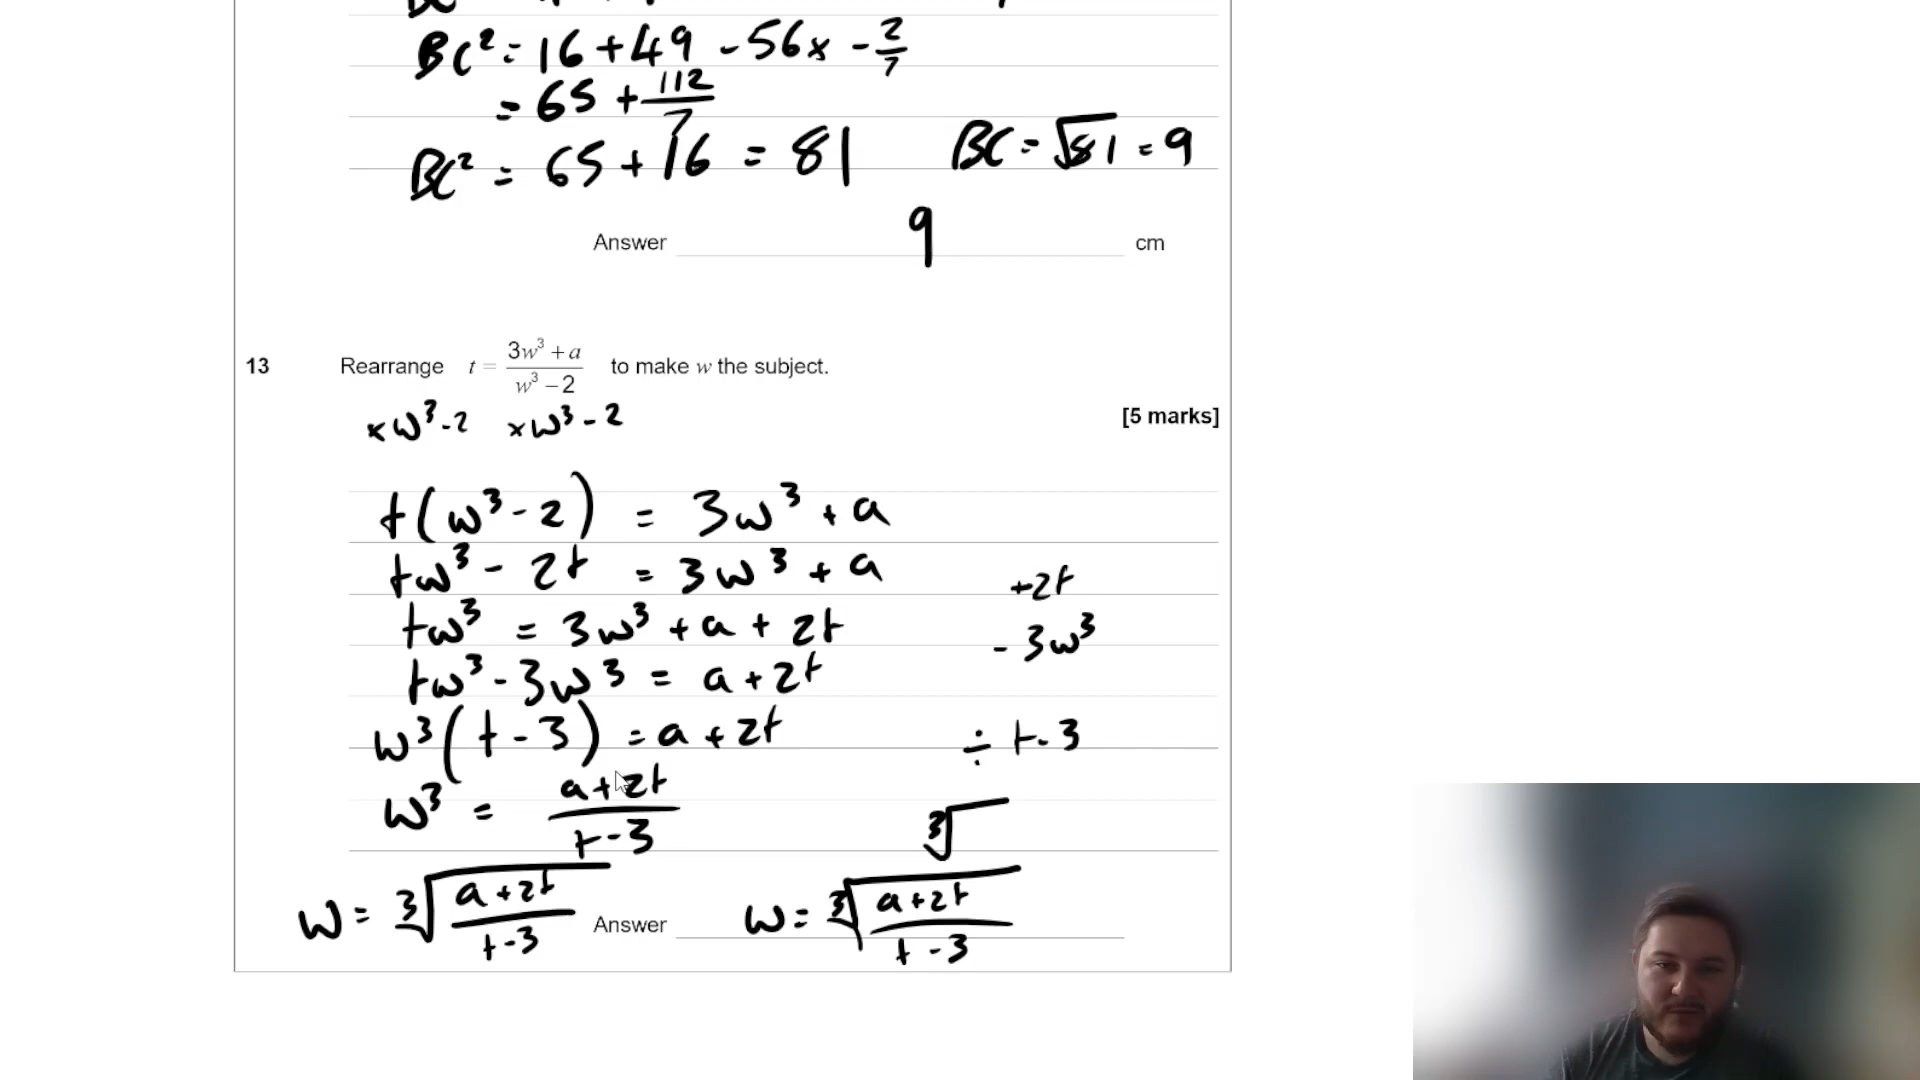 BC² = 16 + 49 - 56 x -2/7
= 65 + 112/7
BC² = 65 + 16 = 81 BC = √81 = 9
Answer 9 cm
13 Rearrange t = (3w³ + a)/(w³ - 2) to make w the subject.
×w³-2 ×w³-2
[5 marks]
t(w³-2) = 3w³ + a
tw³ - 2t = 3w³ + a +2t
tw³ = 3w³ + a + 2t - 3w³
tw³ - 3w³ = a + 2t
w³(t - 3) = a + 2t ÷ t-3
w³ = (a+2t)/(t-3) ∛
w = ∛((a+2t)/(t-3)) Answer w = ∛((a+2t)/(t-3))